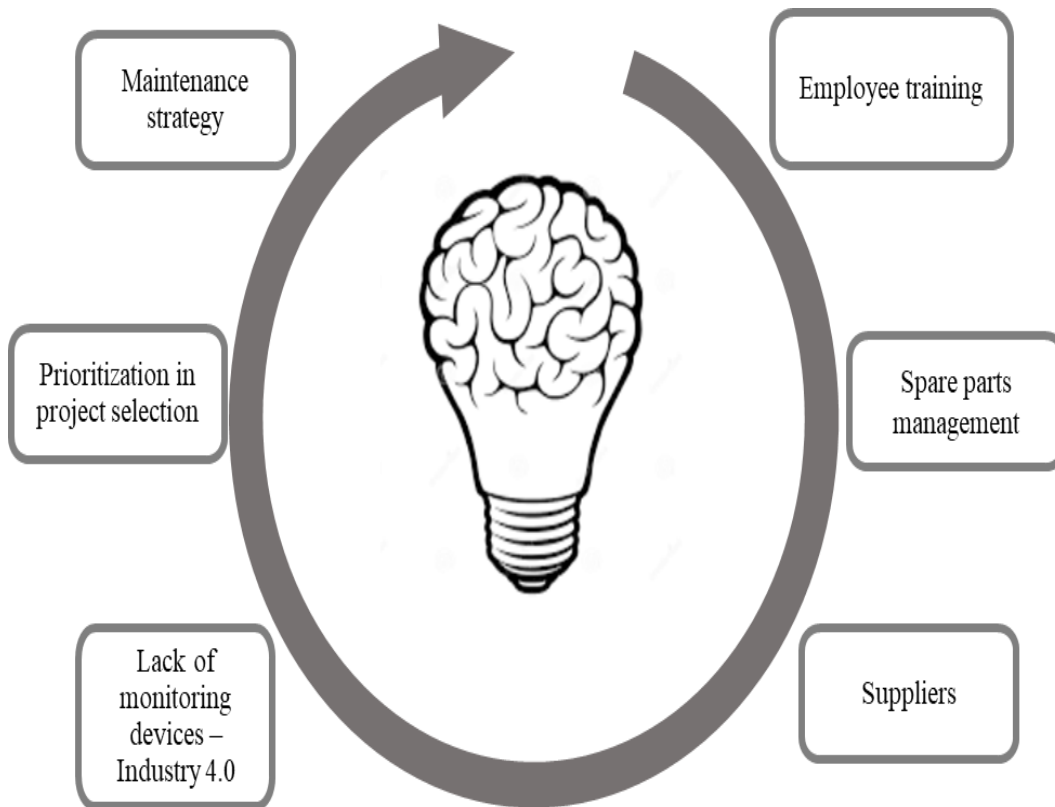 Maintenance
strategy
Employee training
Prioritization in
project selection
Spare parts
management
Lack of
monitoring
devices –
Industry 4.0
Suppliers